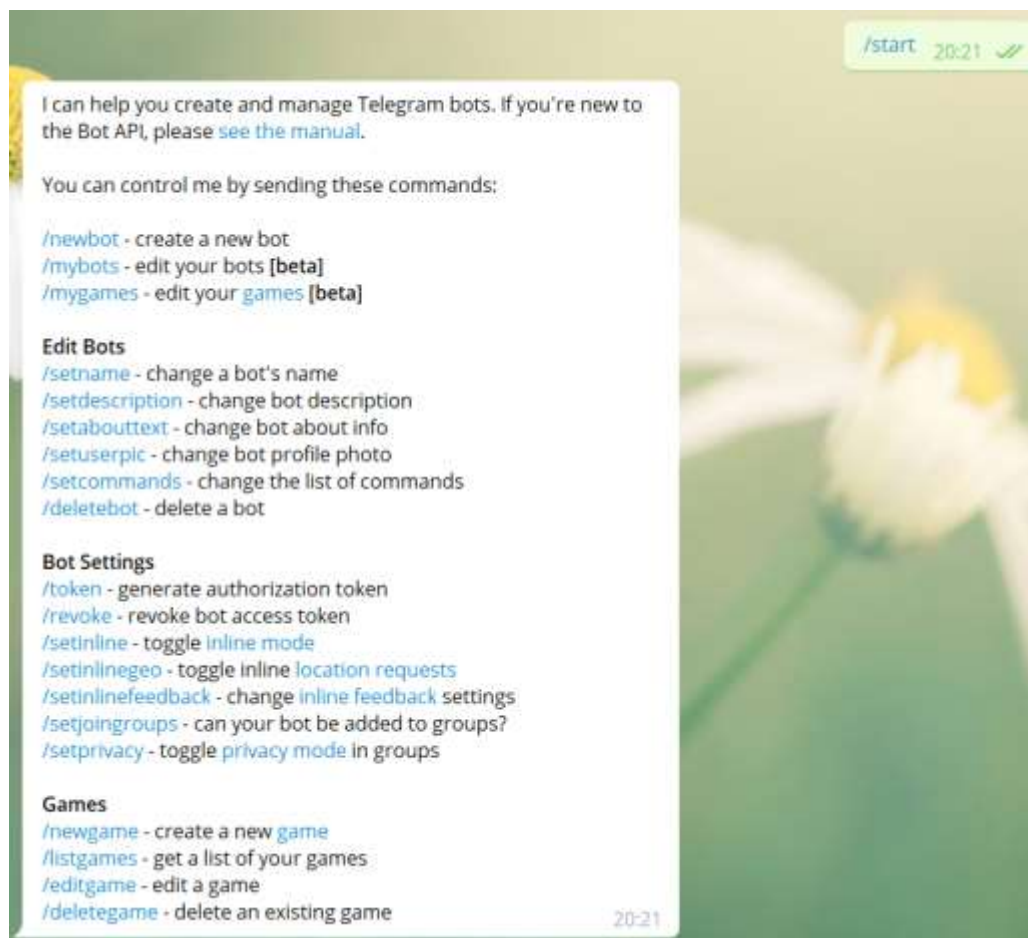 /start 20:21
I can help you create and manage Telegram bots. If you're new to
the Bot API, please see the manual.
You can control me by sending these commands:
/newbot - create a new bot
/mybots - edit your bots [beta]
/mygames - edit your games [beta]
Edit Bots
/setname - change a bot's name
/setdescription - change bot description
/setabouttext - change bot about info
/setuserpic - change bot profile photo
/setcommands - change the list of commands
/deletebot - delete a bot
Bot Settings
/token - generate authorization token
/revoke - revoke bot access token
/setinline - toggle inline mode
/setinlinegeo - toggle inline location requests
/setinlinefeedback - change inline feedback settings
/setjoingroups - can your bot be added to groups?
/setprivacy - toggle privacy mode in groups
Games
/newgame - create a new game
/listgames - get a list of your games
/editgame - edit a game
/deletegame - delete an existing game
20:21